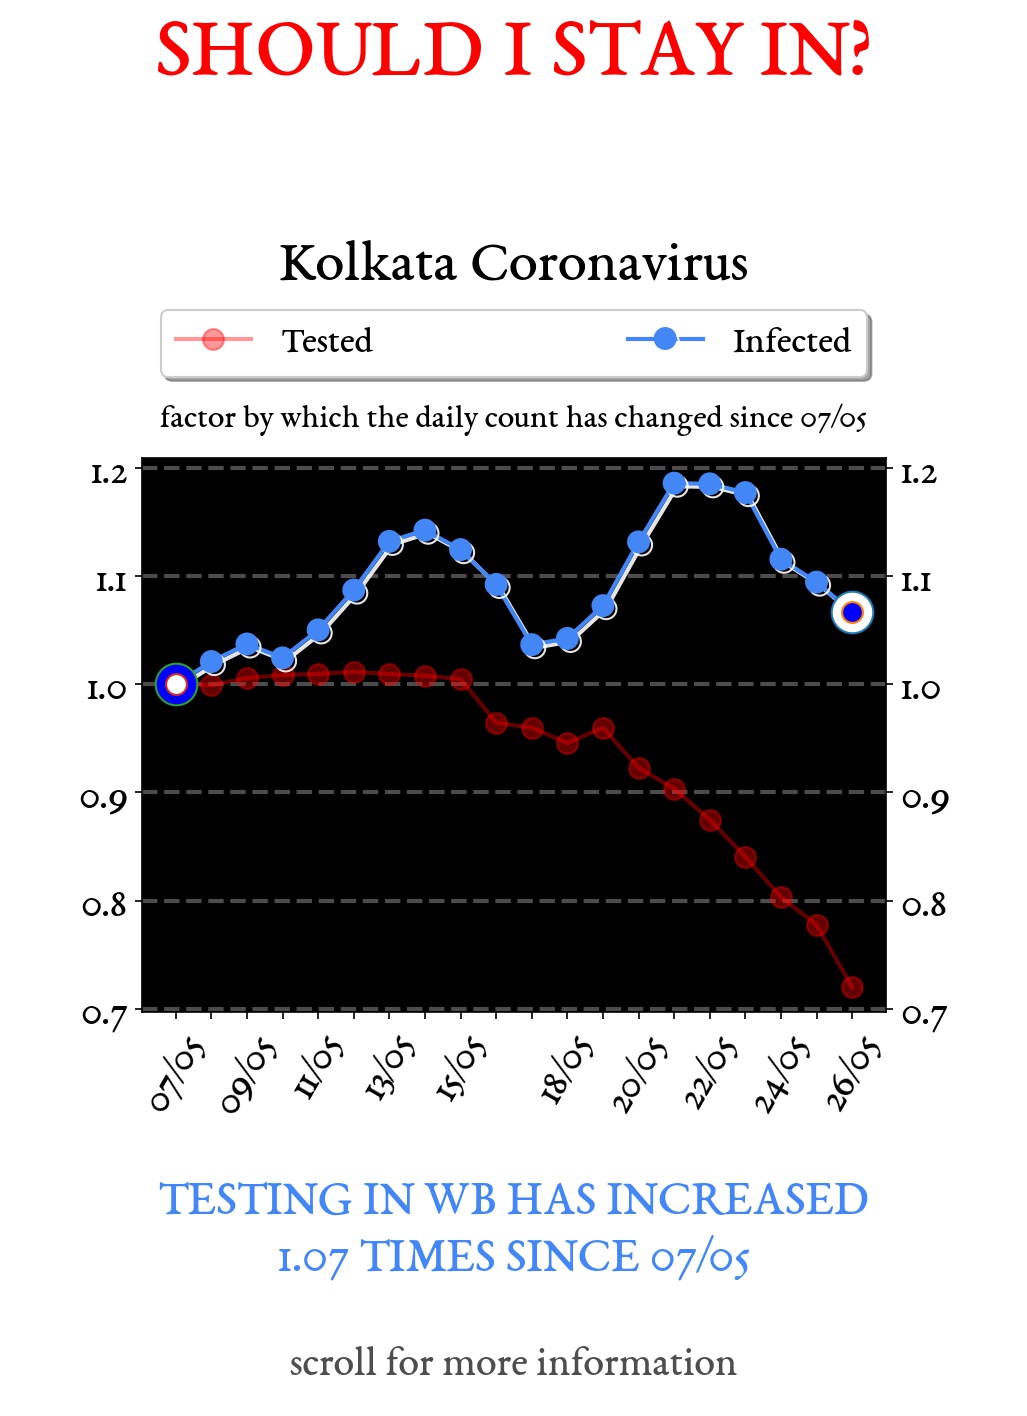 SHOULD I STAY IN?
Kolkata Coronavirus
Tested Infected
factor by which the daily count has changed since 07/05
1.2 1.2
1.1 1.1
1.0 1.0
0.9 0.9
0.8 0.8
0.7 0.7
07/05 09/05 11/05 13/05 15/05 18/05 20/05 22/05 24/05 26/05
TESTING IN WB HAS INCREASED
1.07 TIMES SINCE 07/05
scroll for more information